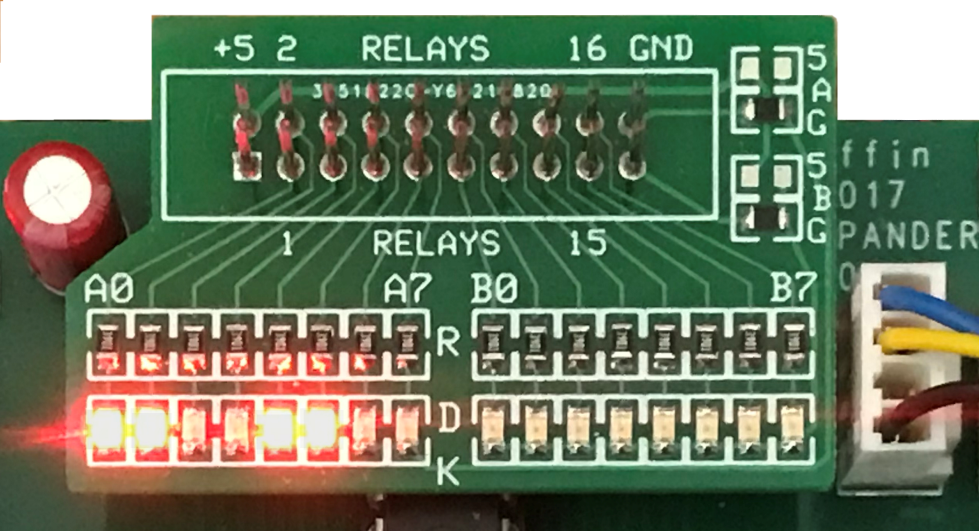 +5 2 RELAYS 16 GND
5
A
G
5
B
G
ffin
017
PANDER
1 RELAYS 15
A0 A7 B0 B7
R
D
K